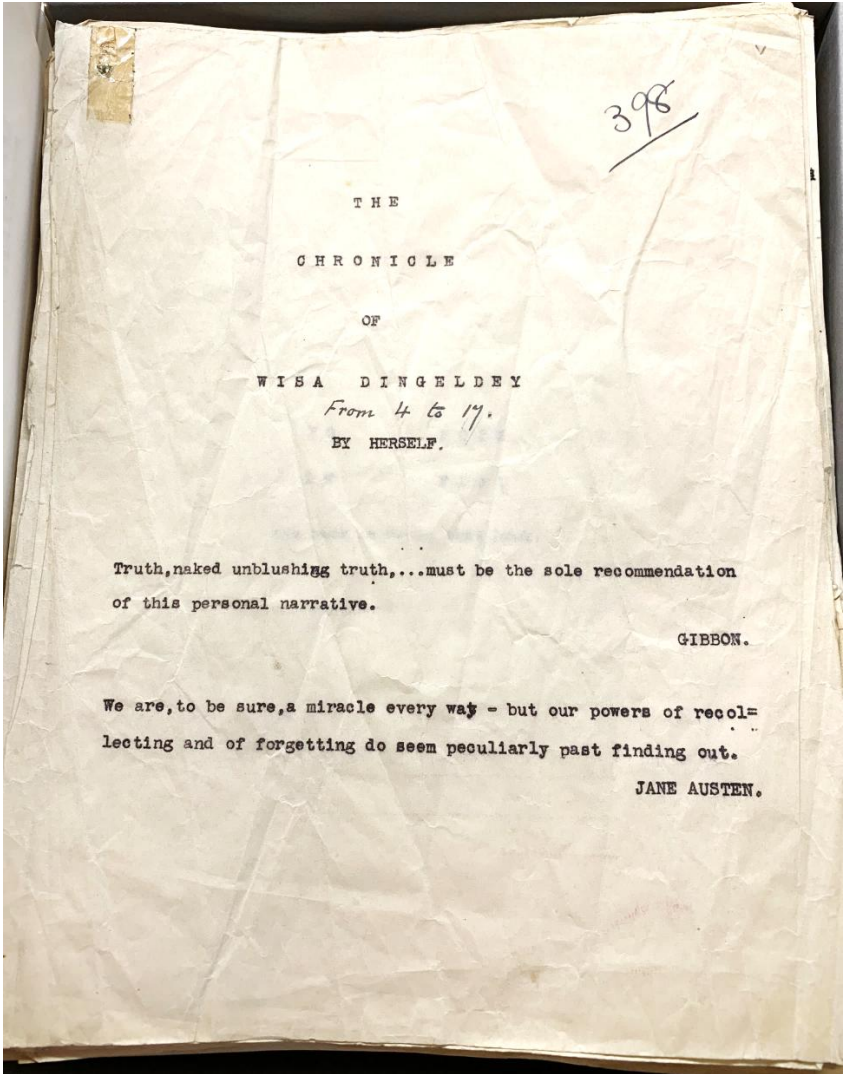 398
THE
CHRONICLE
OF
WISA DINGELDEY
From 4 to 17.
BY HERSELF.
Truth,naked unblushing truth,...must be the sole recommendation
of this personal narrative.
GIBBON.
We are,to be sure,a miracle every way - but our powers of recol=
lecting and of forgetting do seem peculiarly past finding out.
JANE AUSTEN.